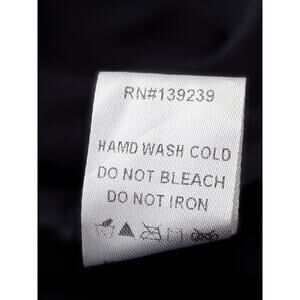 RN#139239
HAMD WASH COLD
DO NOT BLEACH
DO NOT IRON